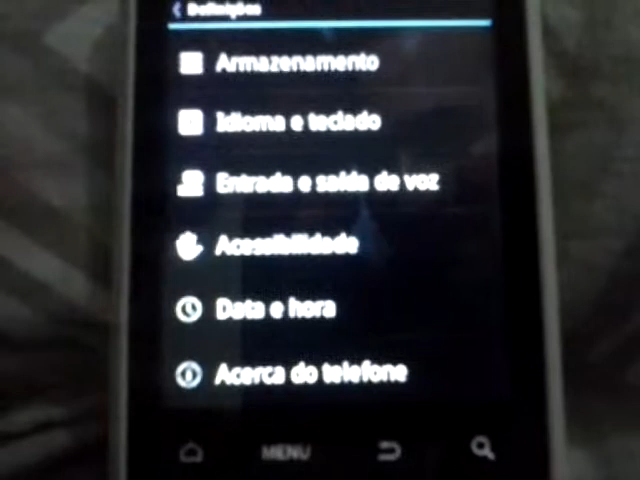 Definições
Armazenamento
Idioma e teclado
Entrada e saída de voz
Acessibilidade
Data e hora
Acerca do telefone
MENU